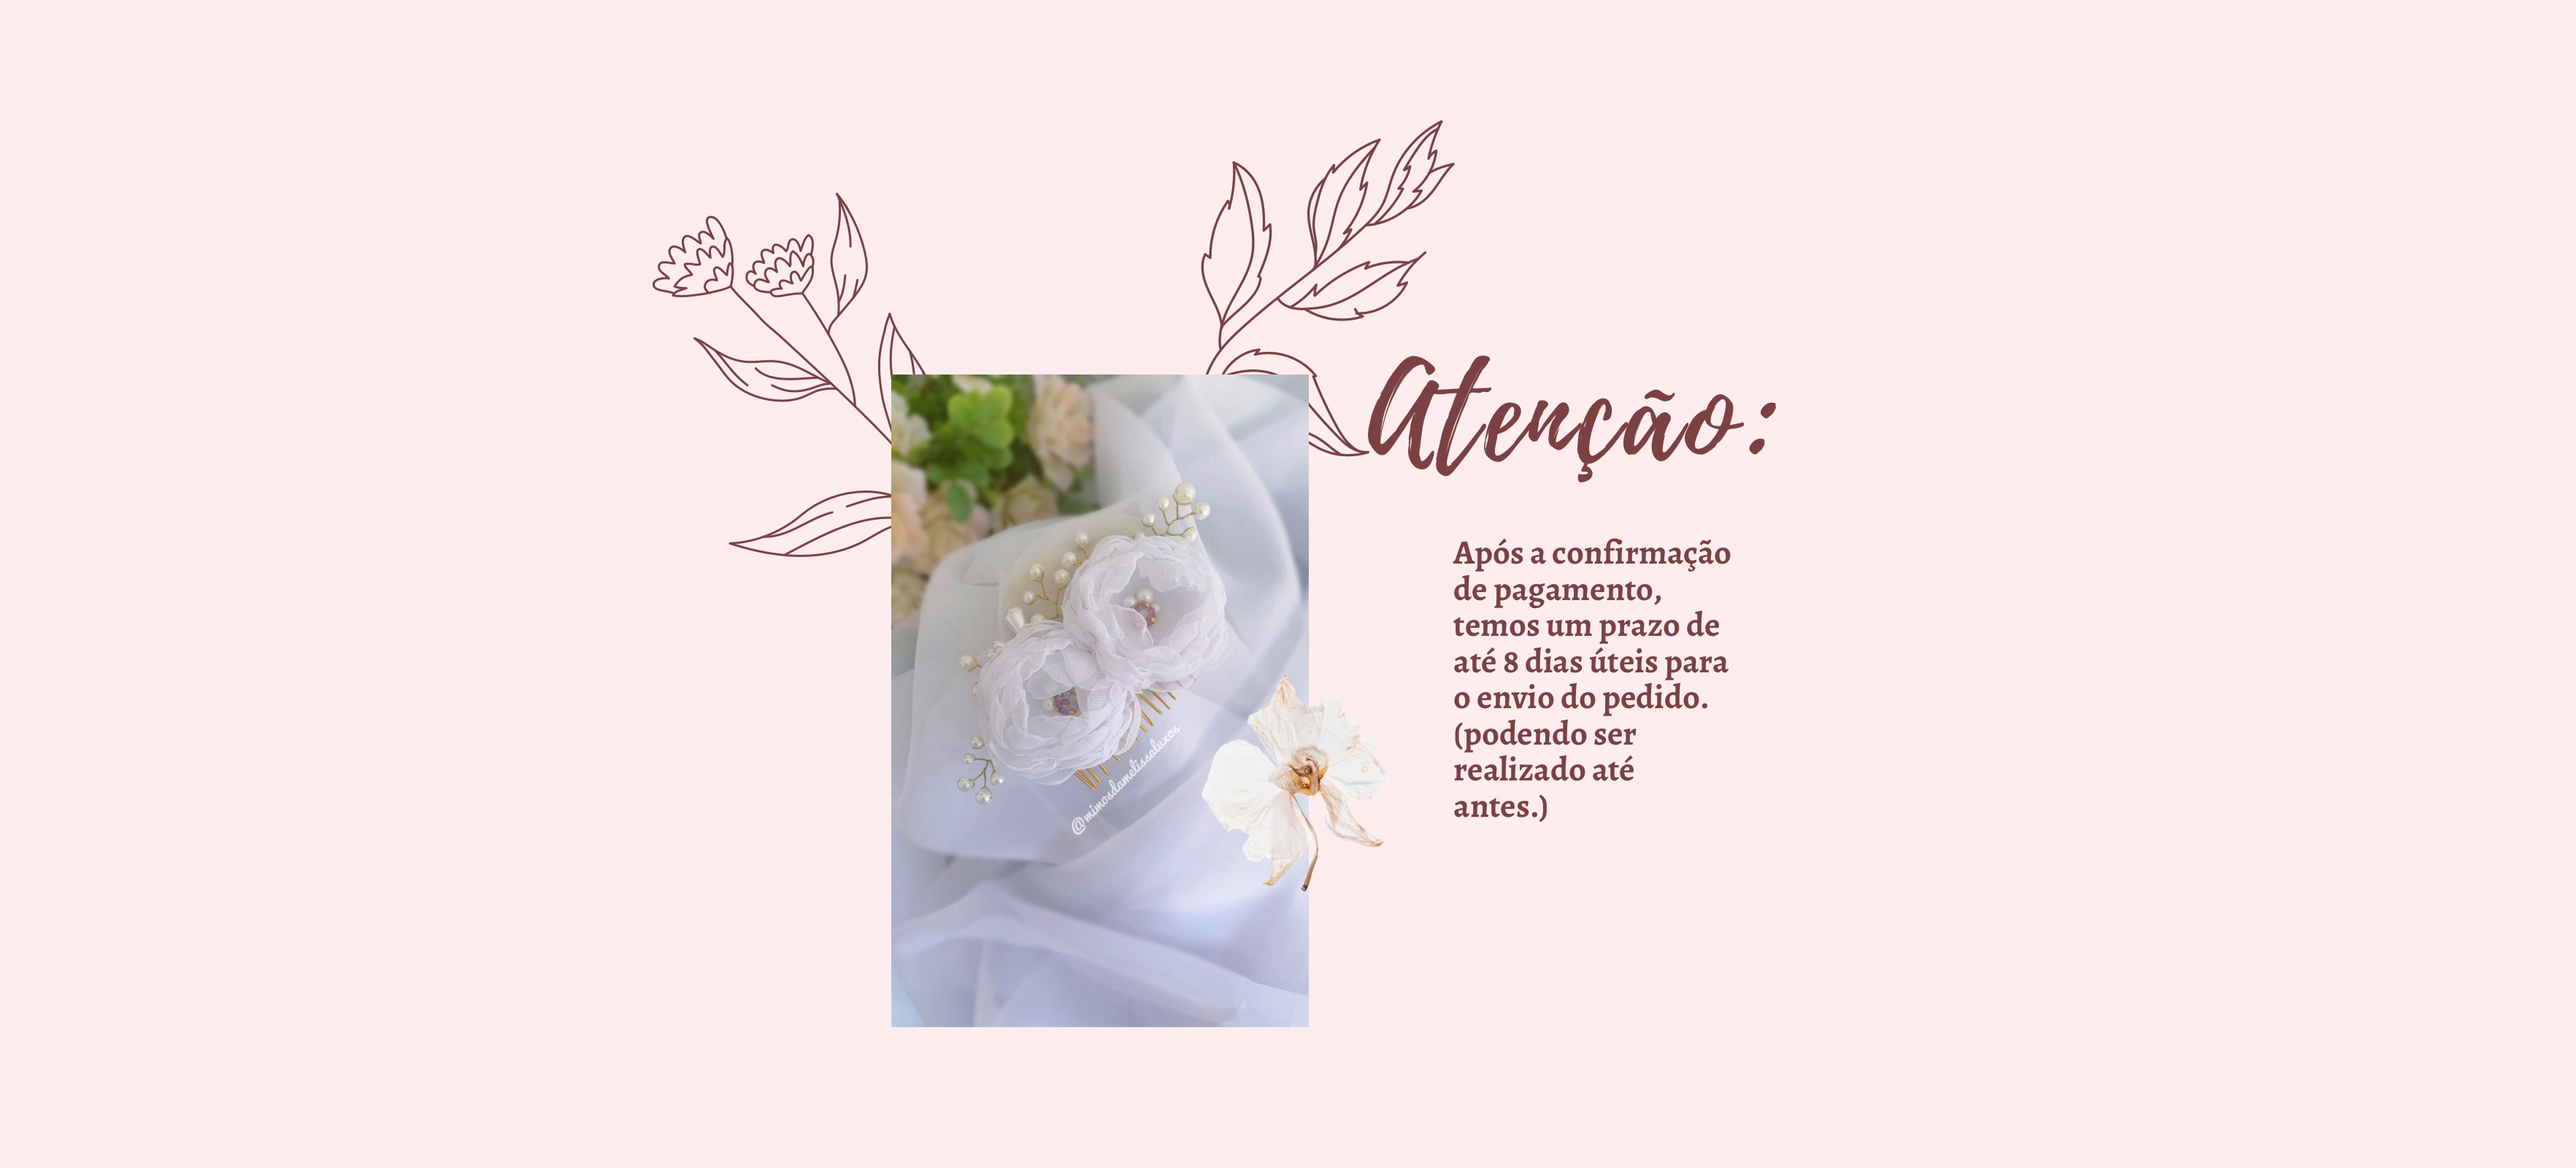 Atenção:
Após a confirmação
de pagamento,
temos um prazo de
até 8 dias úteis para
o envio do pedido.
(podendo ser
realizado até
antes.)
@mimosdamelissaluxos